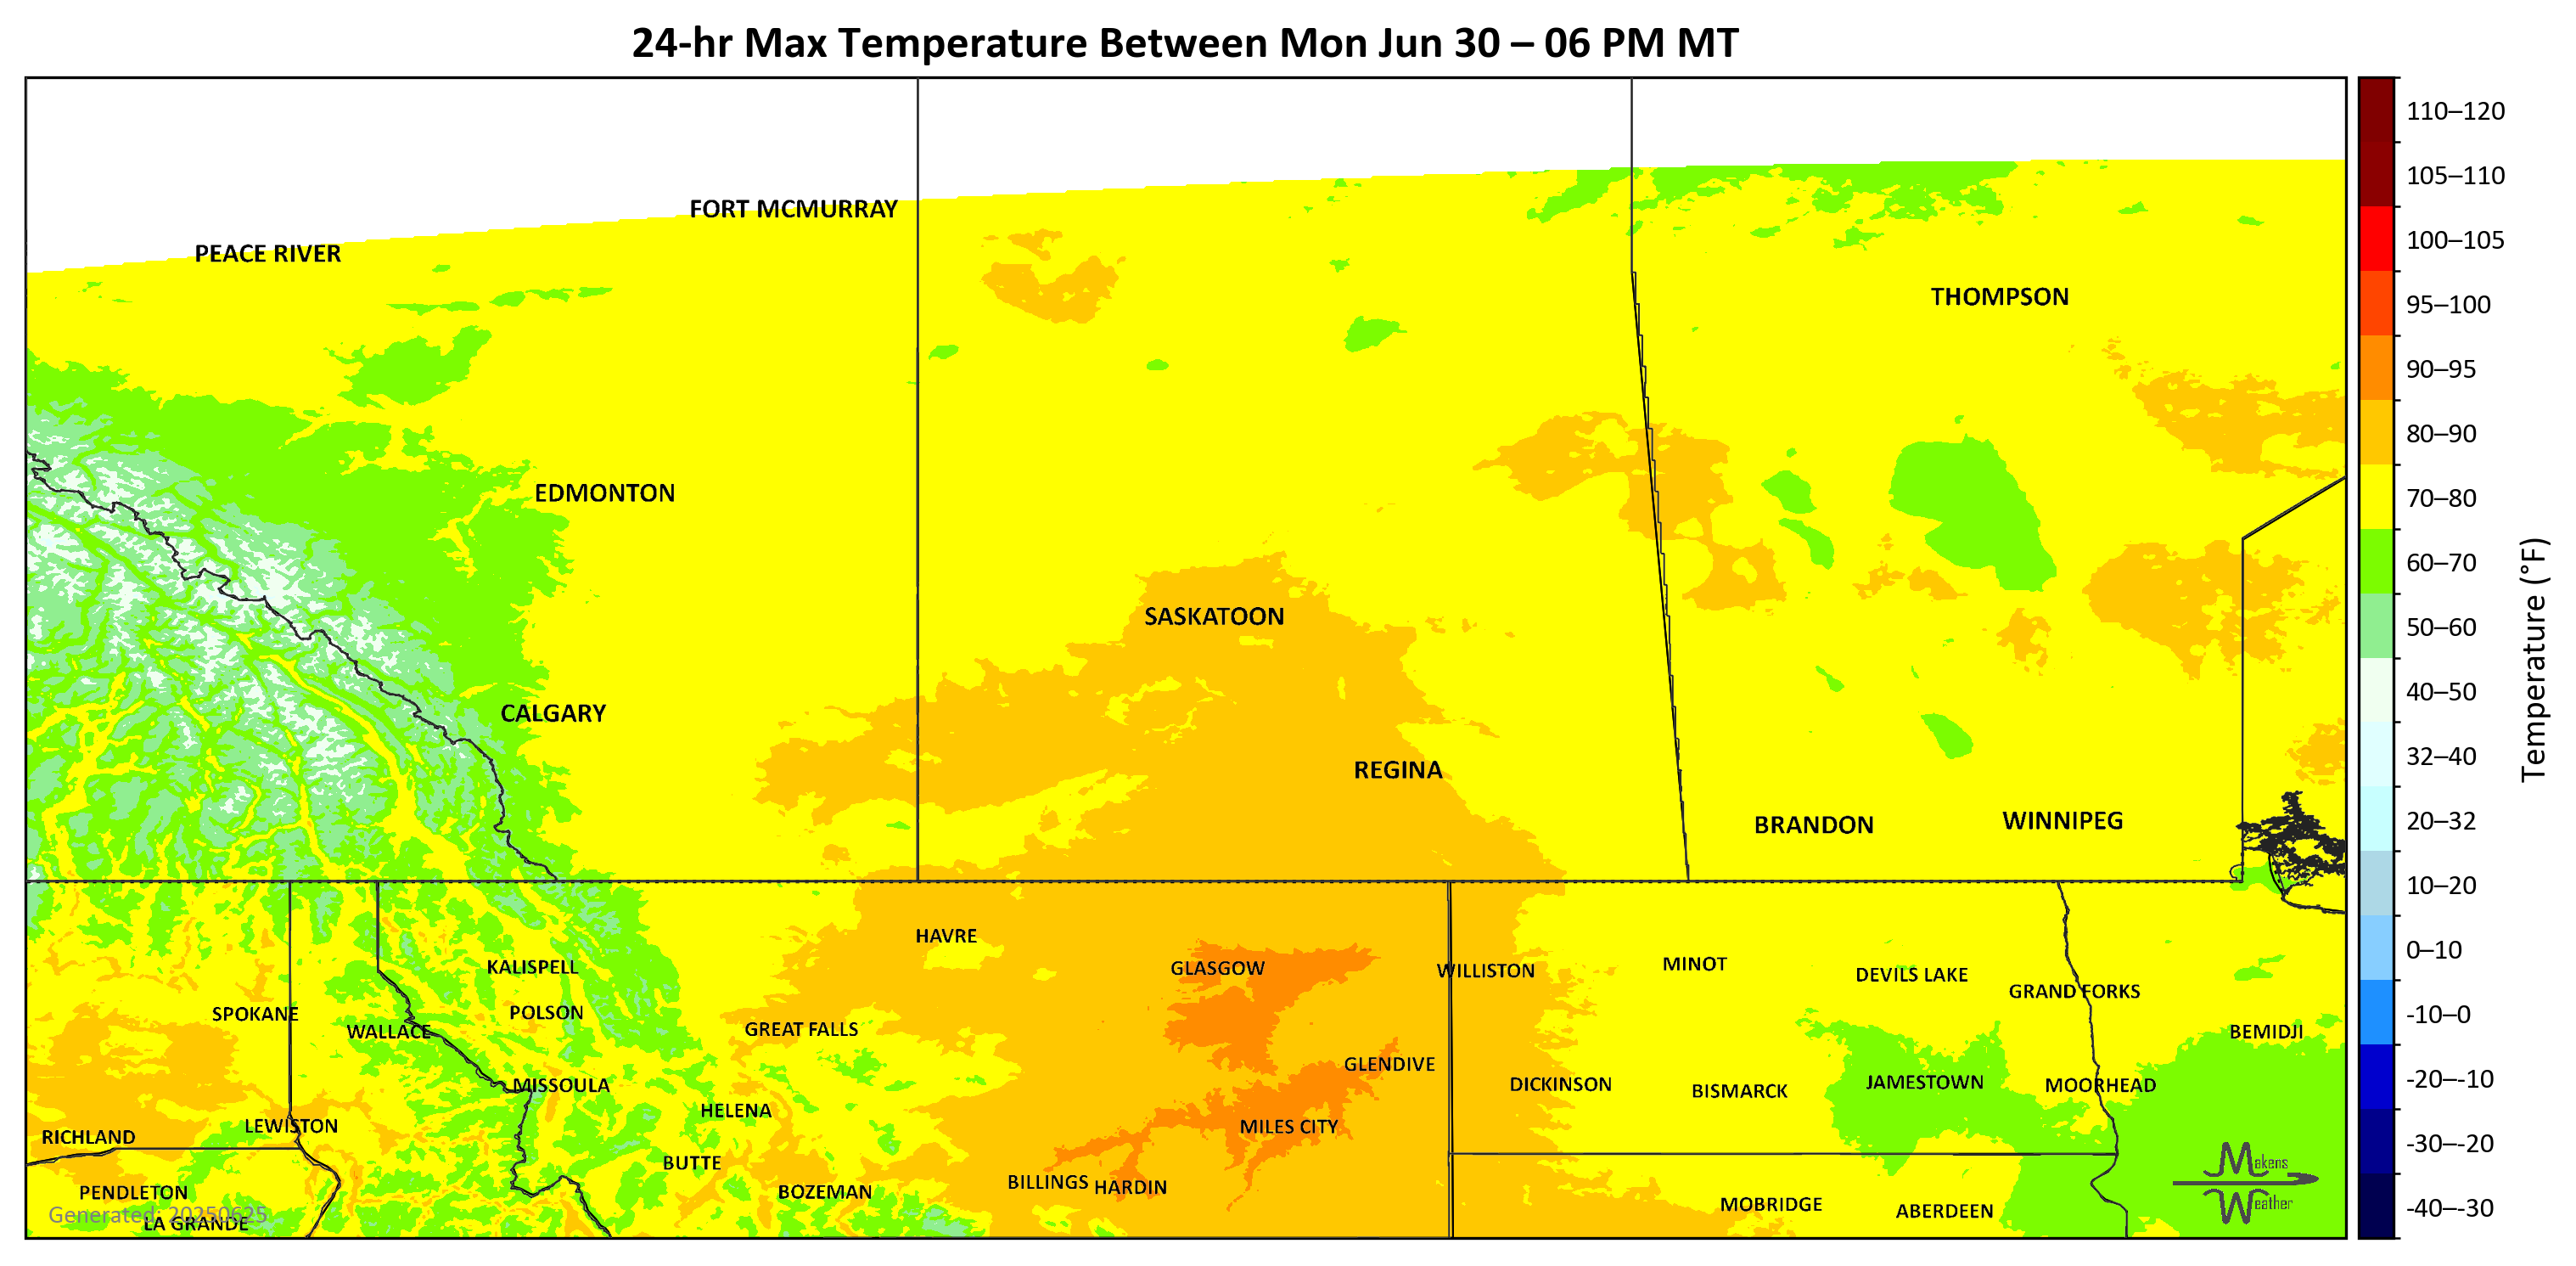 24-hr Max Temperature Between Mon Jun 30 – 06 PM MT
FORT MCMURRAY
PEACE RIVER
THOMPSON
EDMONTON
SASKATOON
CALGARY
REGINA
BRANDON
WINNIPEG
HAVRE
KALISPELL
GLASGOW
WILLISTON
MINOT
DEVILS LAKE
GRAND FORKS
SPOKANE
POLSON
WALLACE
GREAT FALLS
BEMIDJI
GLENDIVE
MISSOULA
DICKINSON
BISMARCK
JAMESTOWN
MOORHEAD
HELENA
LEWISTON
MILES CITY
RICHLAND
BUTTE
BILLINGS
HARDIN
BOZEMAN
PENDLETON
MOBRIDGE
ABERDEEN
Generated: 20250625
LA GRANDE
Makens
Weather
110–120
105–110
100–105
95–100
90–95
80–90
70–80
60–70
50–60
40–50
32–40
20–32
10–20
0–10
-10–0
-20–-10
-30–-20
-40–-30
Temperature (°F)